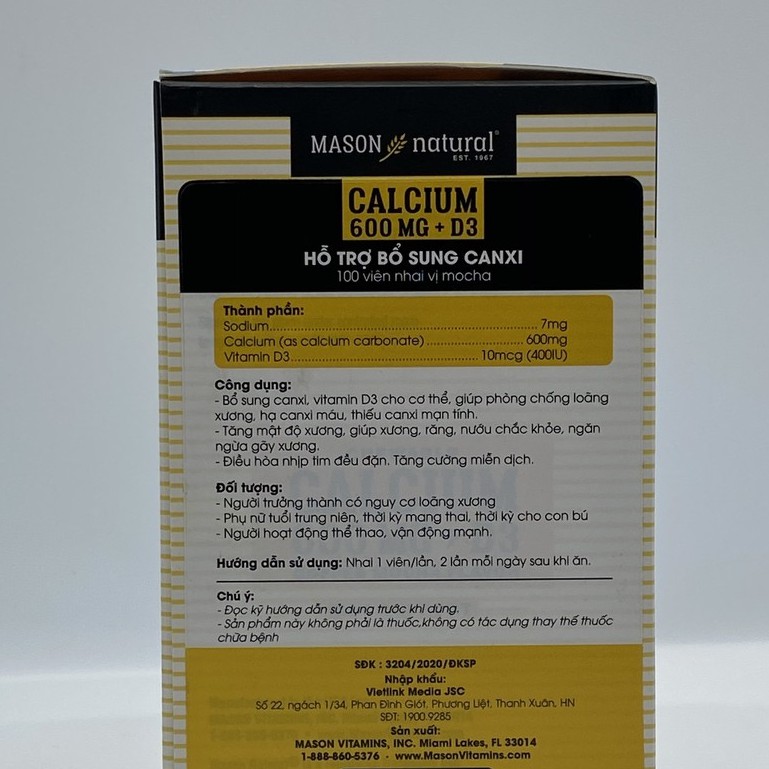 MASON natural®
EST. 1967
CALCIUM
600 MG + D3
HỖ TRỢ BỔ SUNG CANXI
100 viên nhai vị mocha
Thành phần:
Sodium........................................................................ 7mg
Calcium (as calcium carbonate) ......................... 600mg
Vitamin D3................................................ 10mcg (400IU)
Công dụng:
- Bổ sung canxi, vitamin D3 cho cơ thể, giúp phòng chống loãng
xương, hạ canxi máu, thiếu canxi mạn tính.
- Tăng mật độ xương, giúp xương, răng, nướu chắc khỏe, ngăn
ngừa gãy xương.
- Điều hòa nhịp tim đều đặn. Tăng cường miễn dịch.
Đối tượng:
- Người trưởng thành có nguy cơ loãng xương
- Phụ nữ tuổi trung niên, thời kỳ mang thai, thời kỳ cho con bú
- Người hoạt động thể thao, vận động mạnh.
Hướng dẫn sử dụng: Nhai 1 viên/lần, 2 lần mỗi ngày sau khi ăn.
Chú ý:
- Đọc kỹ hướng dẫn sử dụng trước khi dùng.
- Sản phẩm này không phải là thuốc,không có tác dụng thay thế thuốc
chữa bệnh
SĐK : 3204/2020/ĐKSP
Nhập khẩu:
Vietlink Media JSC
Số 22, ngách 1/34, Phan Đình Giót, Phương Liệt, Thanh Xuân, HN
SĐT: 1900.9285
Sản xuất:
MASON VITAMINS, INC. Miami Lakes, FL 33014
1-888-860-5376 · www.MasonVitamins.com